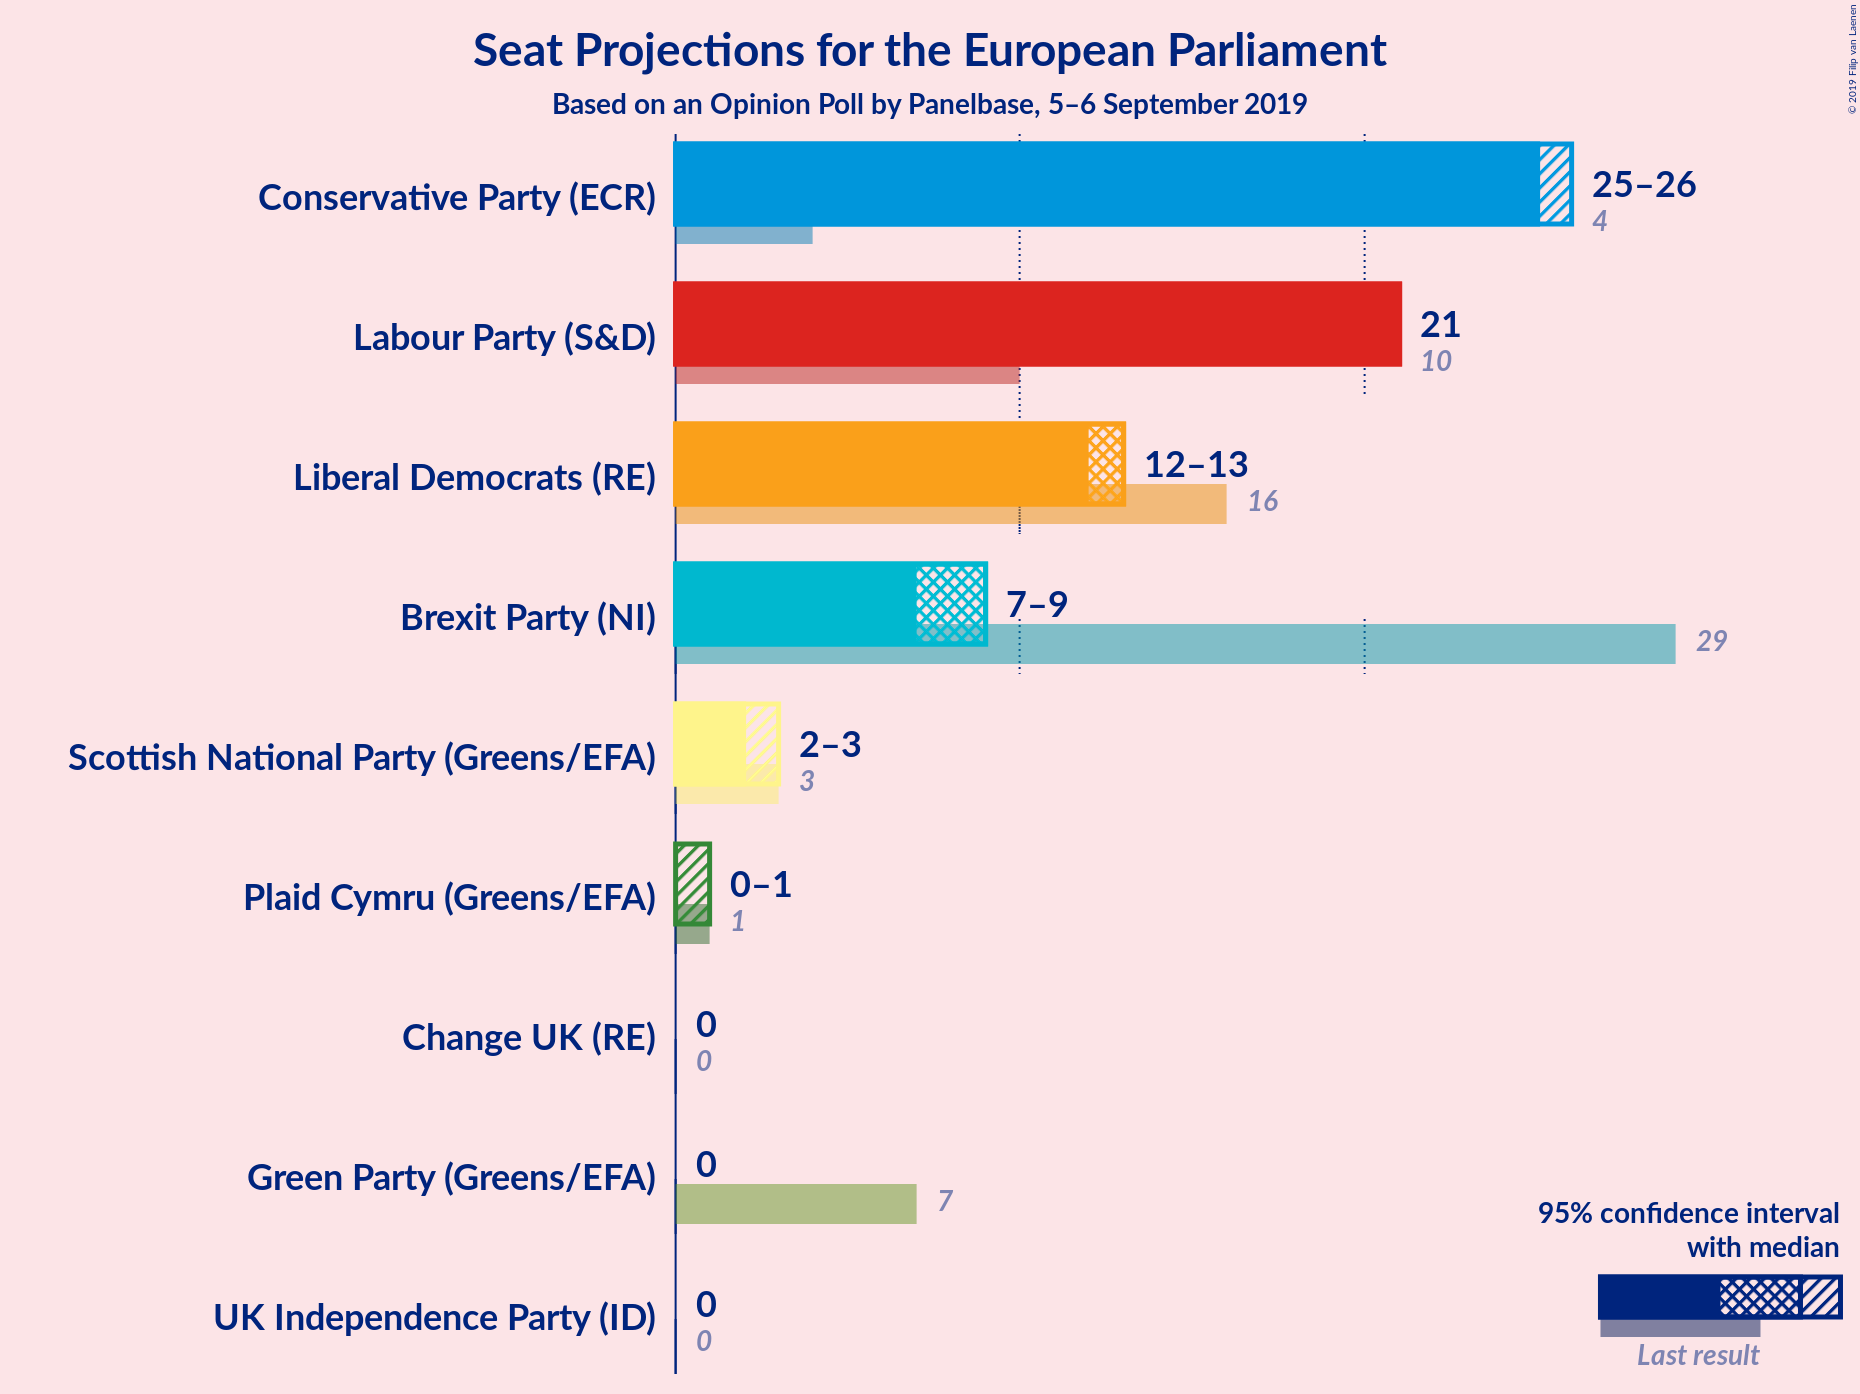 Seat Projections for the European Parliament
Based on an Opinion Poll by Panelbase, 5–6 September 2019
© 2019 Filip van Laenen
Conservative Party (ECR)
25–26
4
Labour Party (S&D)
21
10
Liberal Democrats (RE)
12–13
16
Brexit Party (NI)
7–9
29
Scottish National Party (Greens/EFA)
2–3
3
Plaid Cymru (Greens/EFA)
0–1
1
Change UK (RE)
0
0
Green Party (Greens/EFA)
0
7
UK Independence Party (ID)
0
0
95% confidence interval
with median
Last result